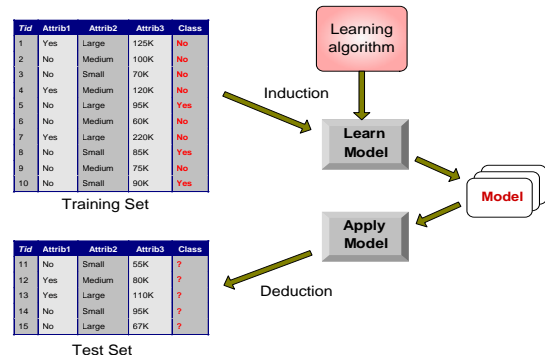 Tid Attrib1 Attrib2 Attrib3 Class
1 Yes Large 125K No
2 No Medium 100K No
3 No Small 70K No
4 Yes Medium 120K No
5 No Large 95K Yes
6 No Medium 60K No
7 Yes Large 220K No
8 No Small 85K Yes
9 No Medium 75K No
10 No Small 90K Yes
Training Set
Learning
algorithm
Induction
Learn
Model
Model
Apply
Model
Deduction
Tid Attrib1 Attrib2 Attrib3 Class
11 No Small 55K ?
12 Yes Medium 80K ?
13 Yes Large 110K ?
14 No Small 95K ?
15 No Large 67K ?
Test Set